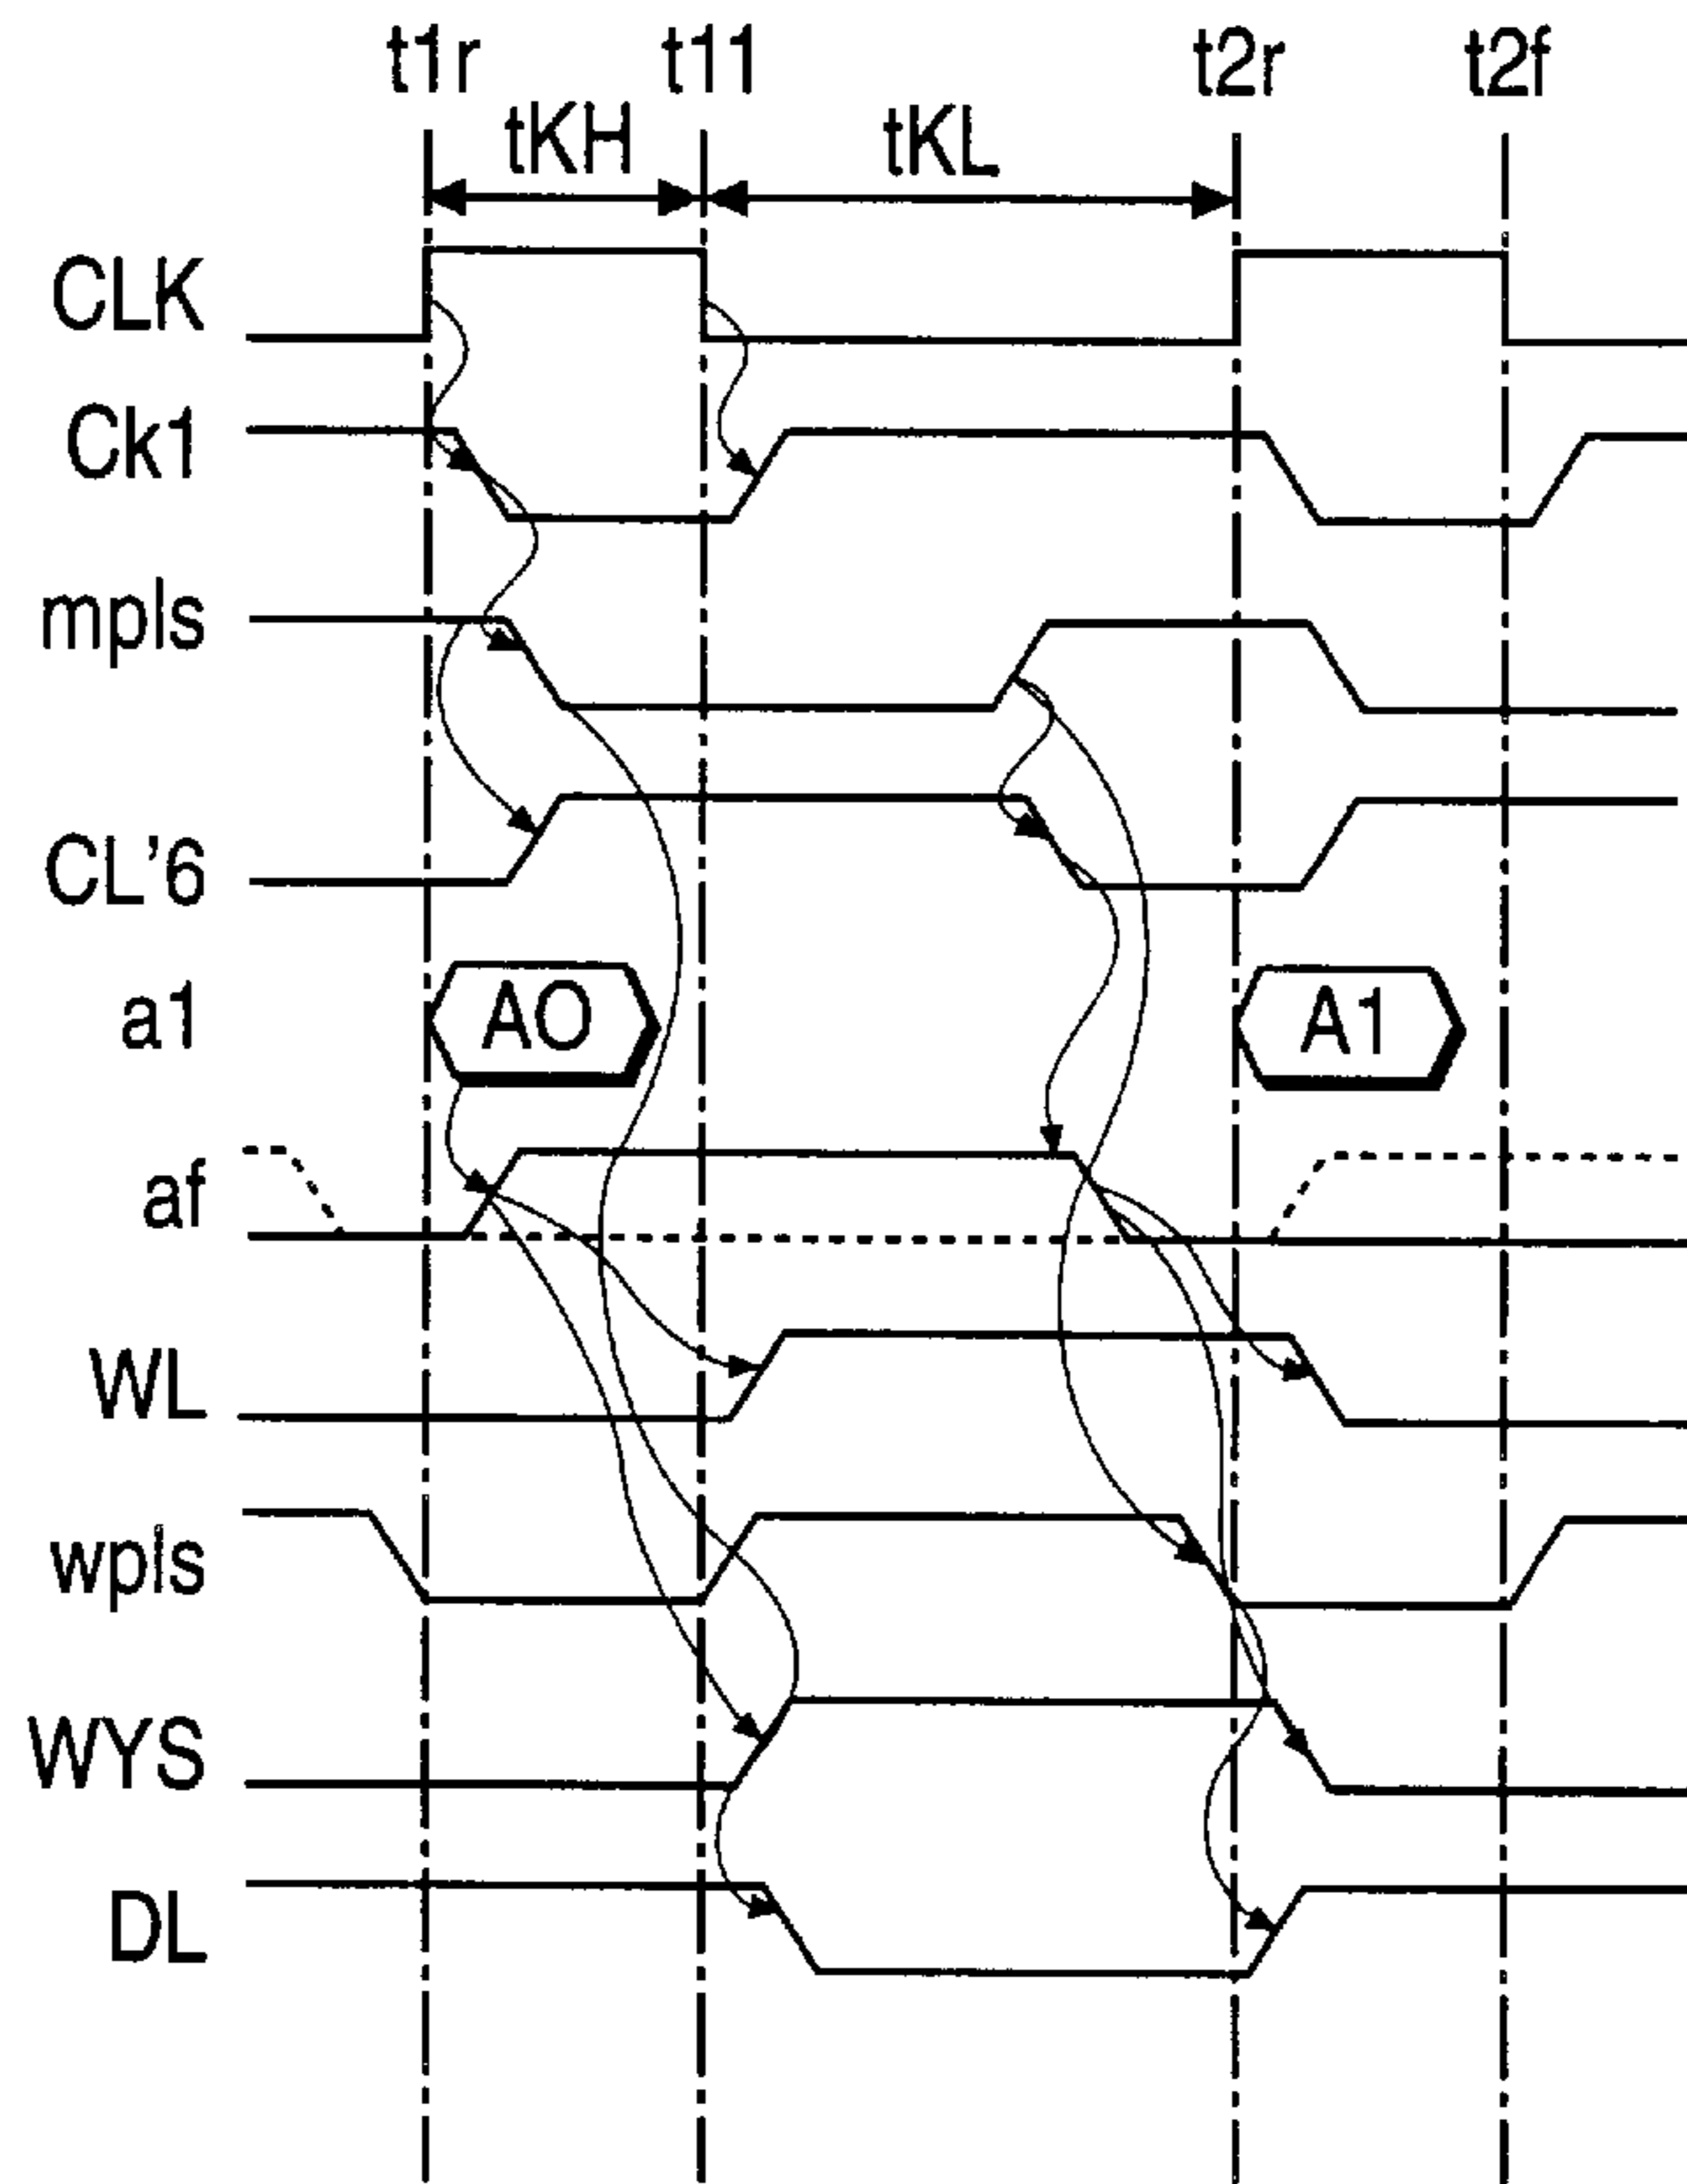 t1r t11 t2r t2f
tKH tKL
CLK
Ck1
mpls
CL'6
a1 AO A1
af
WL
wpls
WYS
DL